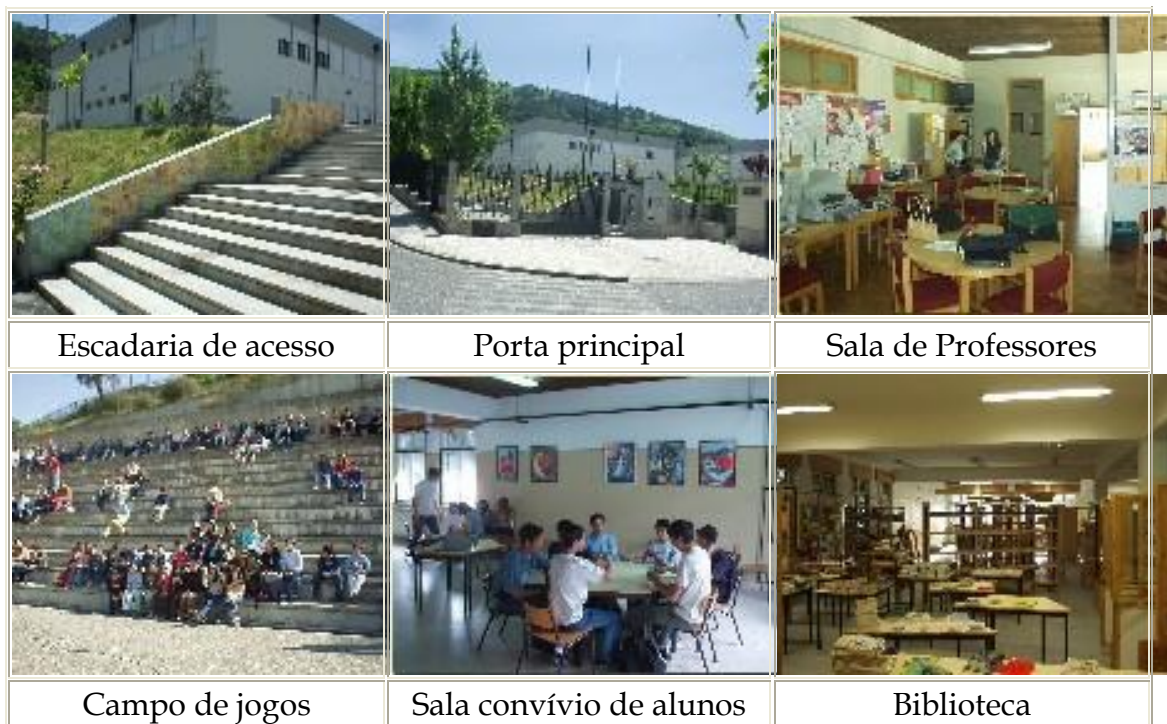 Escadaria de acesso
Porta principal
Sala de Professores
Campo de jogos
Sala convívio de alunos
Biblioteca